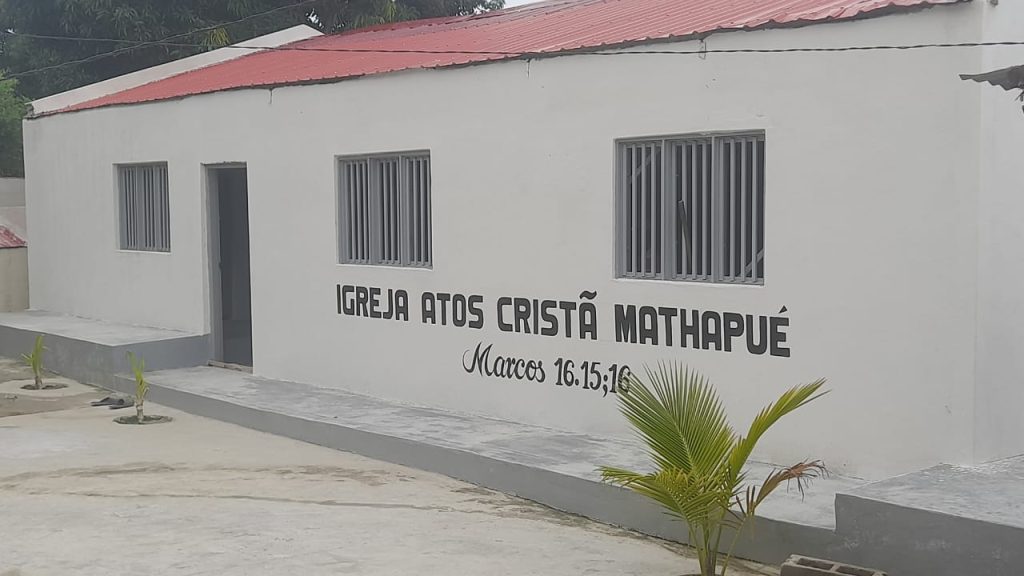 IGREJA ATOS CRISTÃ MATHAPUÉ
Marcos 16.15;16